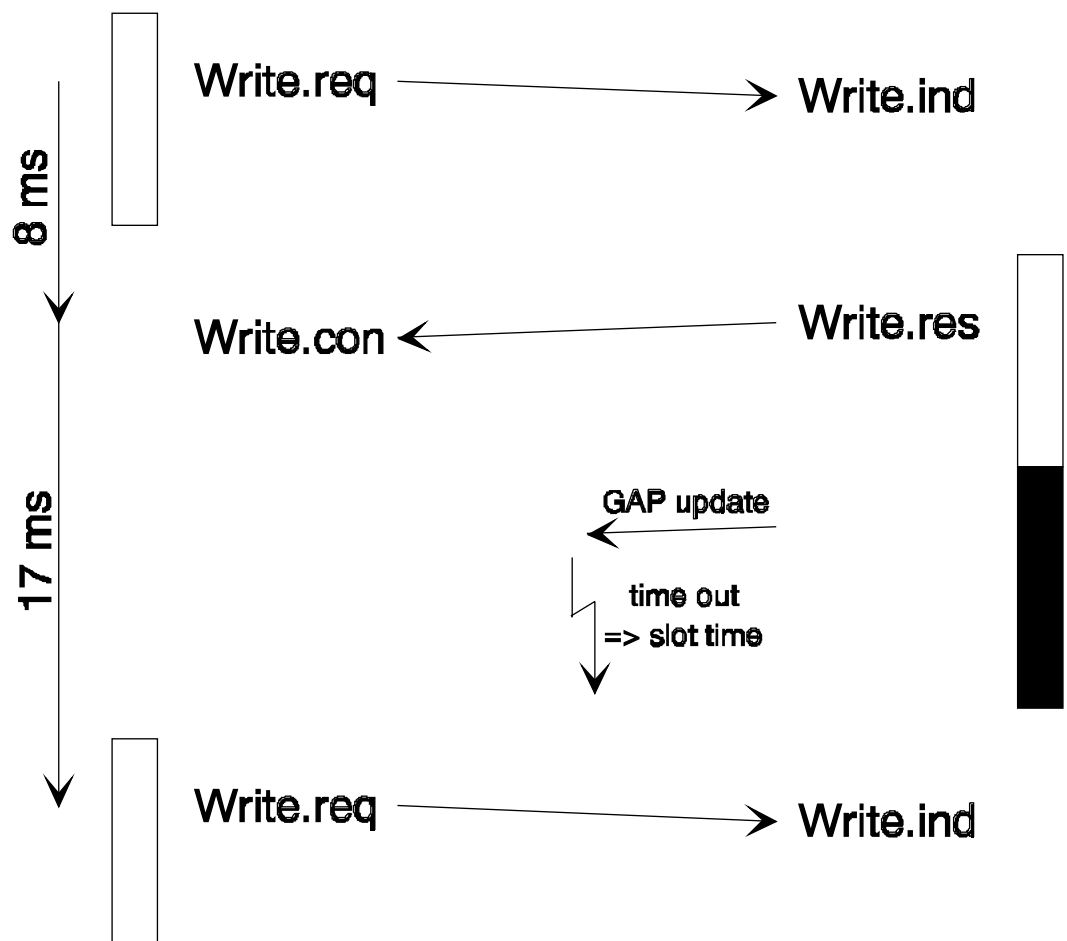 Write.req
Write.ind
8 ms
Write.con
Write.res
17 ms
GAP update
time out
=> slot time
Write.req
Write.ind